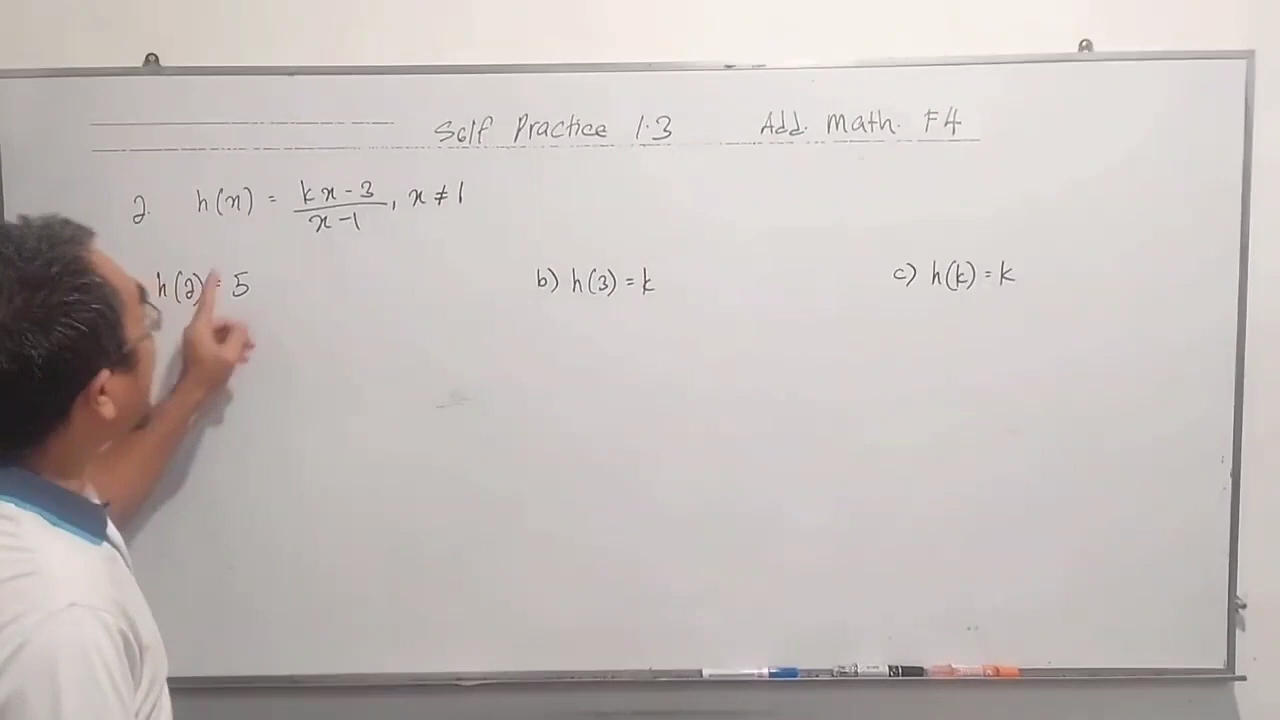 Self Practice 1.3 Add. Math. F4
2. h(x) = kx - 3 / x - 1, x ≠ 1
h(2) = 5 b) h(3) = k c) h(k) = k